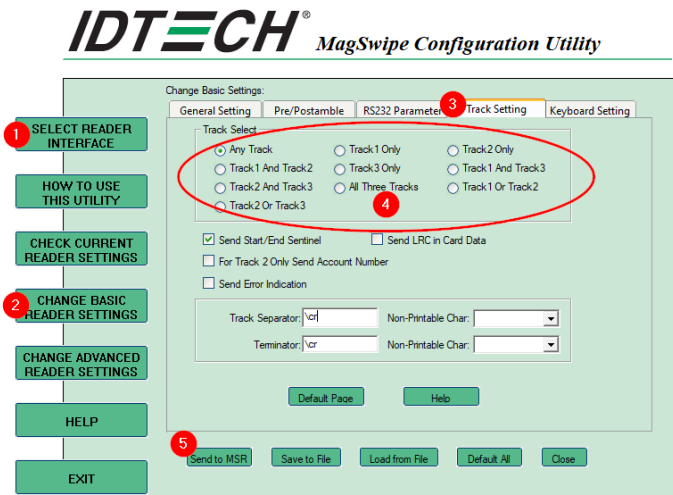 IDTECH®
MagSwipe Configuration Utility
Change Basic Settings:
General Setting
Pre/Postamble
RS232 Parameter
3
Track Setting
Keyboard Setting
1
SELECT READER
INTERFACE
HOW TO USE
THIS UTILITY
CHECK CURRENT
READER SETTINGS
2
CHANGE BASIC
READER SETTINGS
CHANGE ADVANCED
READER SETTINGS
HELP
EXIT
Track Select
Any Track
Track1 Only
Track2 Only
Track1 And Track2
Track3 Only
Track1 And Track3
Track2 And Track3
All Three Tracks
Track1 Or Track2
Track2 Or Track3
4
Send Start/End Sentinel
Send LRC in Card Data
For Track 2 Only Send Account Number
Send Error Indication
Track Separator: \cr
Non-Printable Char:
Terminator: \cr
Non-Printable Char:
Default Page
Help
5
Send to MSR
Save to File
Load from File
Default All
Close